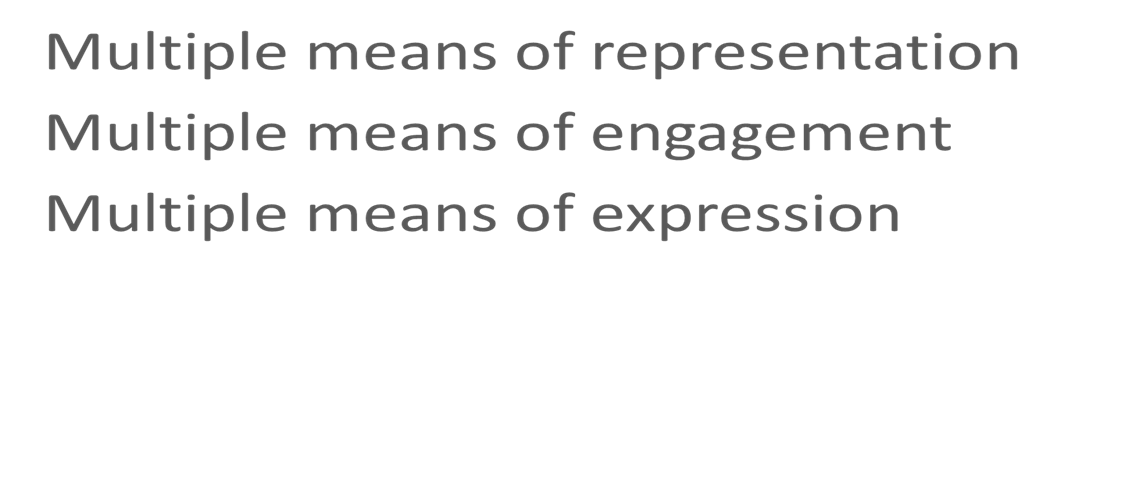 Multiple means of representation
Multiple means of engagement
Multiple means of expression